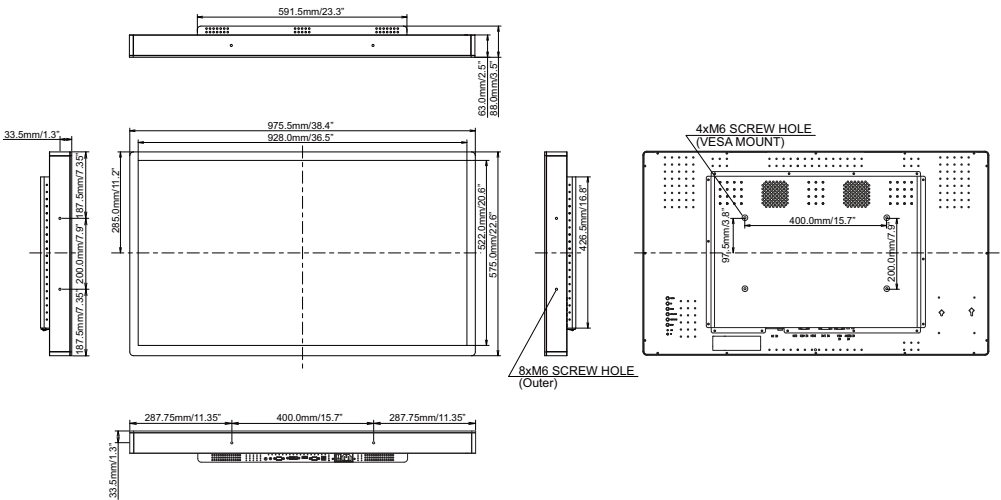 591.5mm/23.3"
63.0mm/2.5"
88.0mm/3.5"
33.5mm/1.3"
975.5mm/38.4"
928.0mm/36.5"
187.5mm/7.35"
200.0mm/7.9"
187.5mm/7.35"
285.0mm/11.2"
522.0mm/20.6"
575.0mm/22.6"
426.5mm/16.8"
8xM6 SCREW HOLE
(Outer)
4xM6 SCREW HOLE
(VESA MOUNT)
400.0mm/15.7"
97.5mm/3.8"
200.0mm/7.9"
287.75mm/11.35"
400.0mm/15.7"
287.75mm/11.35"
33.5mm/1.3"